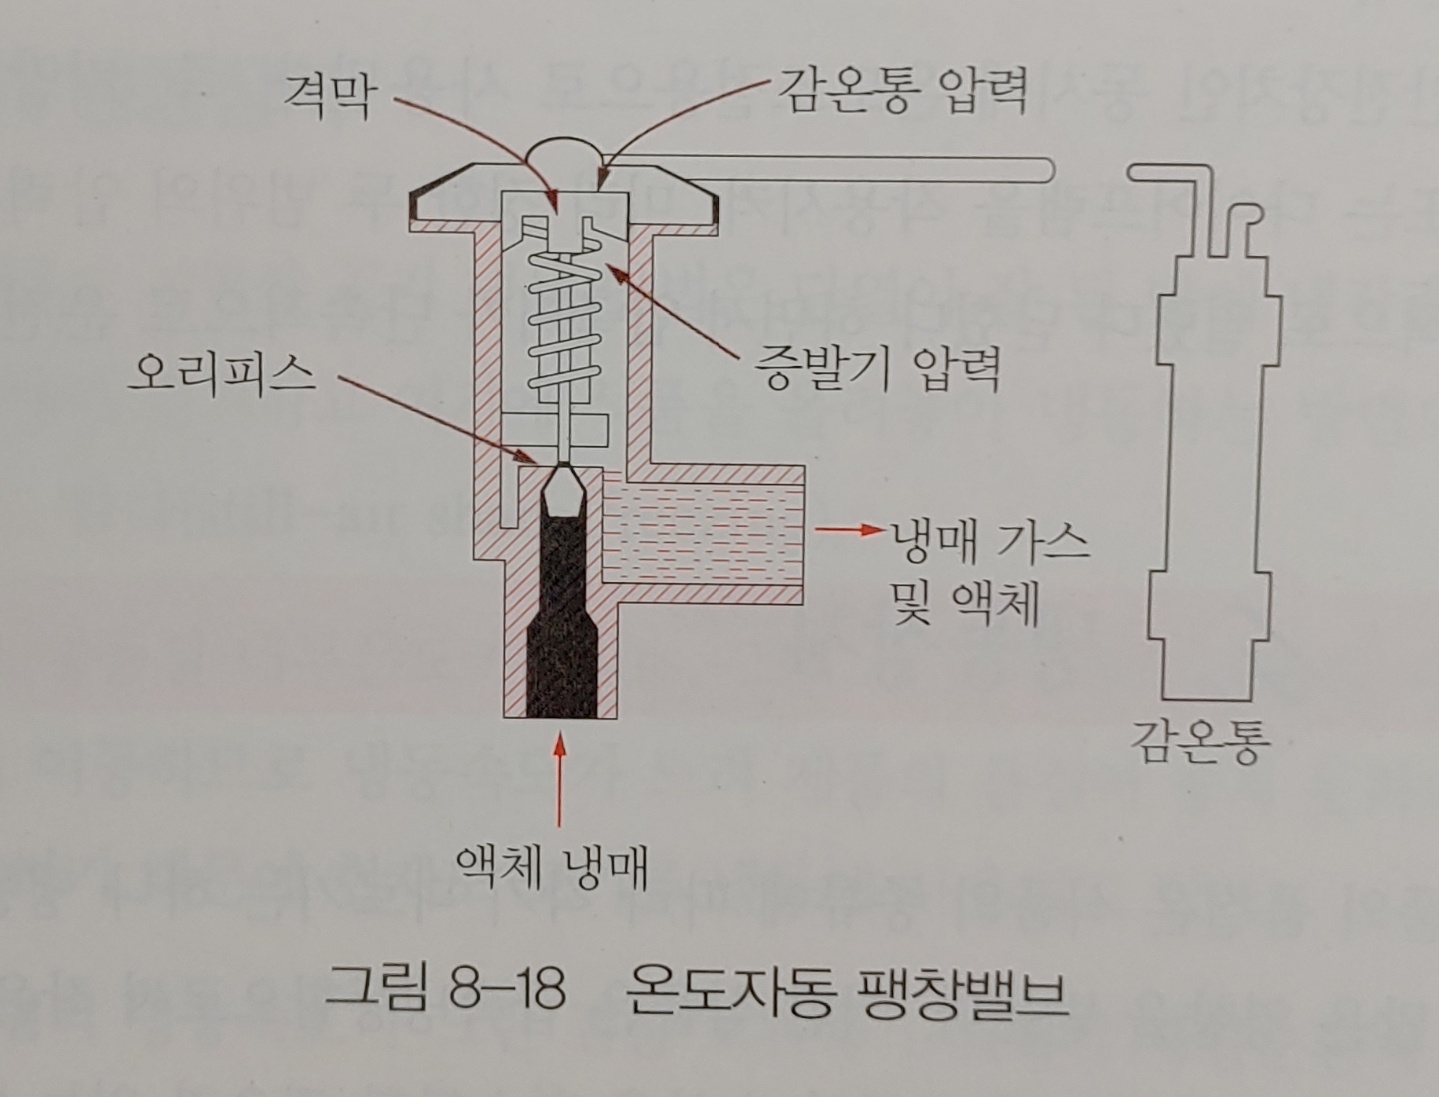 격막
감온통 압력
증발기 압력
오리피스
냉매 가스
및 액체
감온통
액체 냉매
그림 8-18 온도자동 팽창밸브